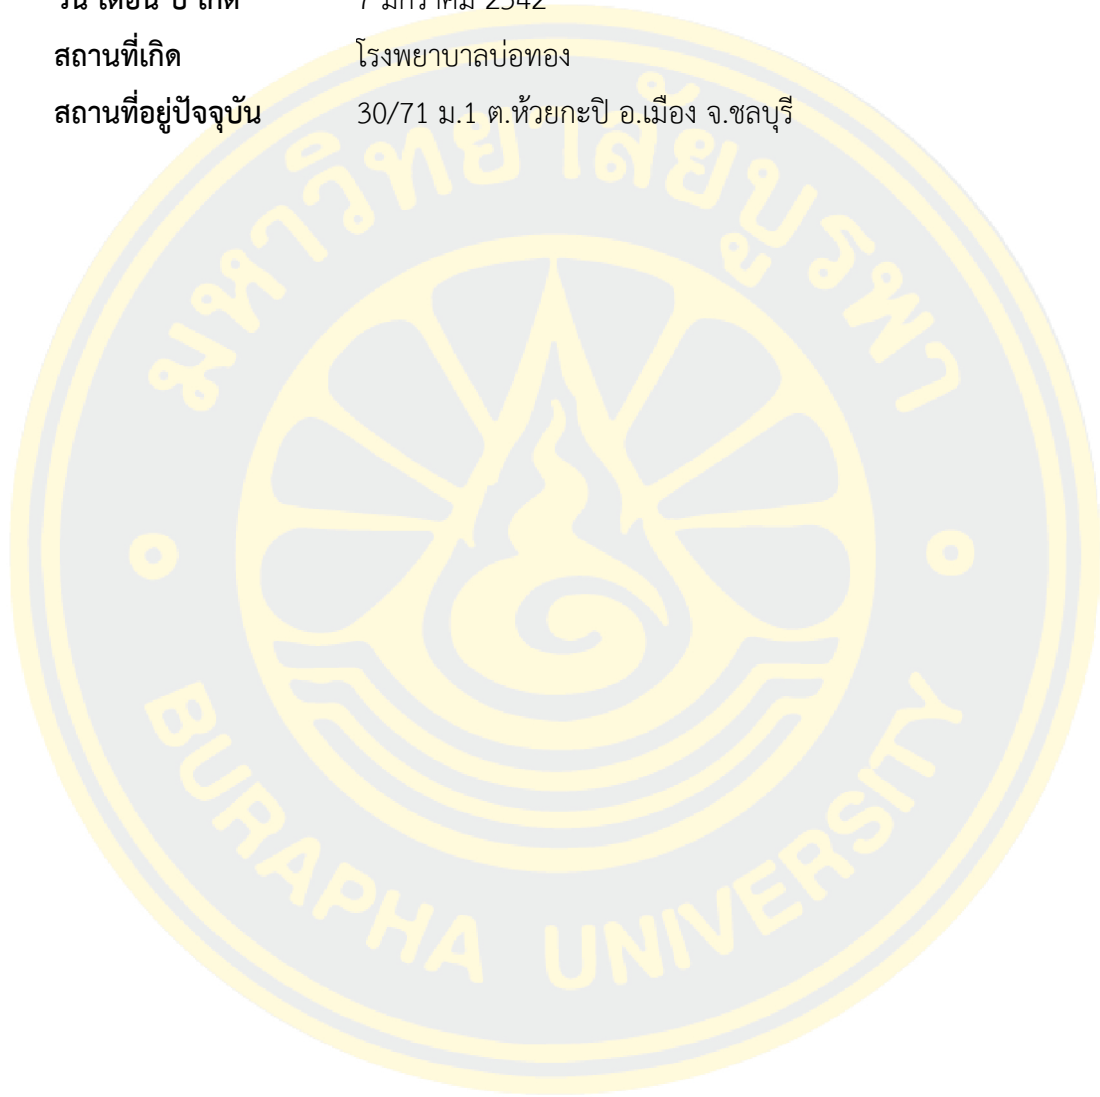 วัน เดือน ปี เกิด 7 มกราคม 2542
สถานที่เกิด โรงพยาบาลบ่อทอง
สถานที่อยู่ปัจจุบัน 30/71 ม.1 ต.ห้วยกะปิ อ.เมือง จ.ชลบุรี
มหาวิทยาลัยบูรพา
BURAPHA UNIVERSITY